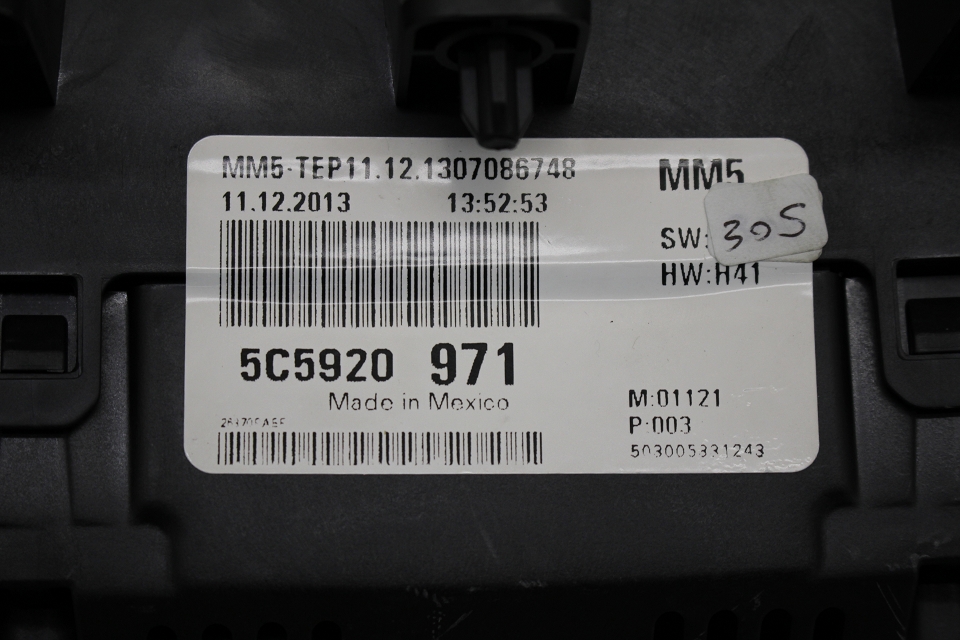 MM5-TEP11.12.1307086748
MM5
11.12.2013 13:52:53
SW:
30S
HW:H41
5C5920 971
Made in Mexico
M:01121
P:003
503005331243